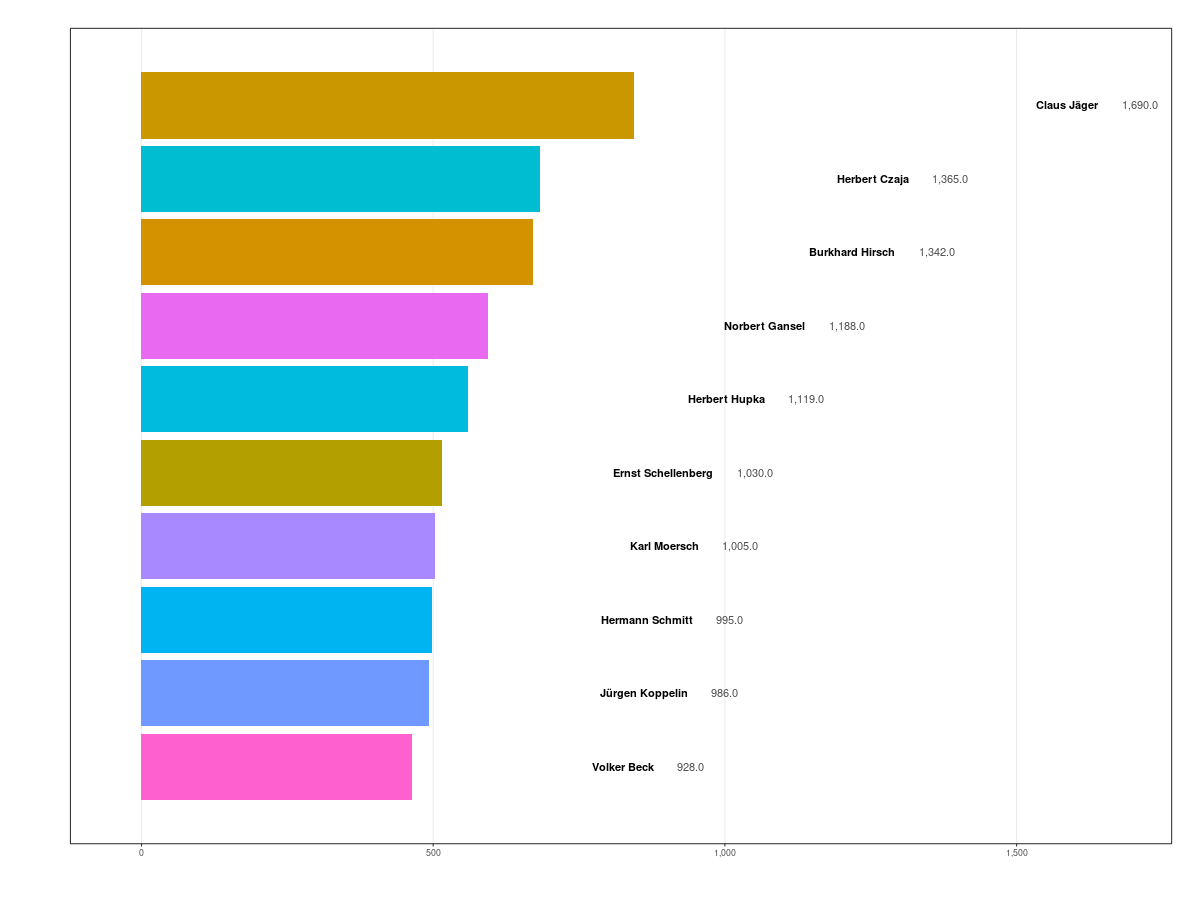 Claus Jäger 1,690.0
Herbert Czaja 1,365.0
Burkhard Hirsch 1,342.0
Norbert Gansel 1,188.0
Herbert Hupka 1,119.0
Ernst Schellenberg 1,030.0
Karl Moersch 1,005.0
Hermann Schmitt 995.0
Jürgen Koppelin 986.0
Volker Beck 928.0
0 500 1,000 1,500